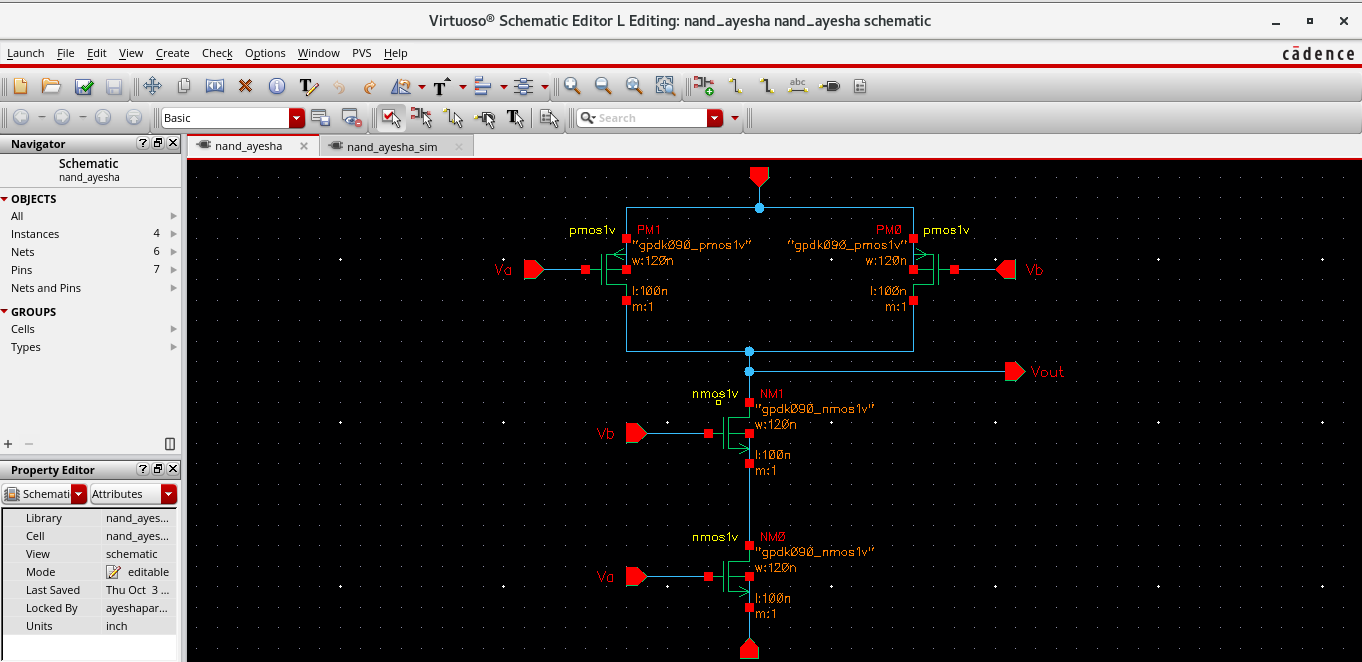 Virtuoso® Schematic Editor L Editing: nand_ayesha nand_ayesha schematic
Launch File Edit View Create Check Options Window PVS Help
cādence
abc
Basic
Search
Navigator
nand_ayesha
nand_ayesha_sim
Schematic
nand_ayesha
OBJECTS
All
Instances 4
Nets 6
Pins 7
Nets and Pins
GROUPS
Cells
Types
Property Editor
Schemati
Attributes
Library nand_ayes...
Cell nand_ayes...
View schematic
Mode editable
Last Saved Thu Oct 3 ...
Locked By ayeshapar...
Units inch
pmos1v PM1
"gpdk090_pmos1v"
w:120n
Va
l:100n
m:1
PM0 pmos1v
"gpdk090_pmos1v"
w:120n
Vb
l:100n
m:1
Vout
nmos1v NM1
"gpdk090_nmos1v"
w:120n
Vb
l:100n
m:1
nmos1v NM0
"gpdk090_nmos1v"
w:120n
Va
l:100n
m:1